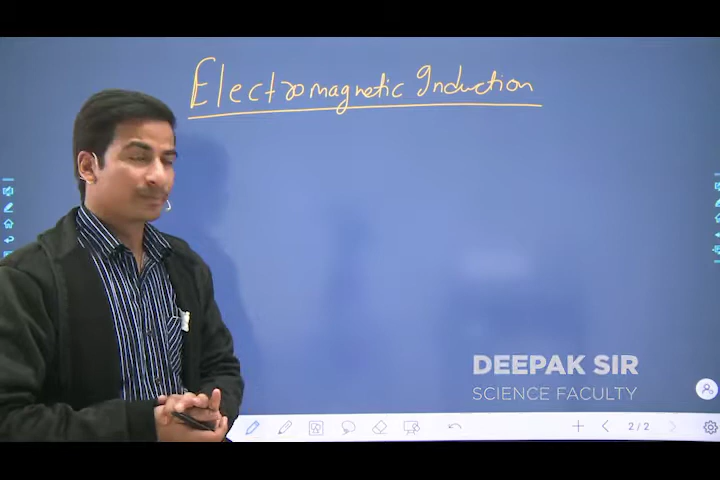 Electromagnetic Induction
DEEPAK SIR
SCIENCE FACULTY
2/2